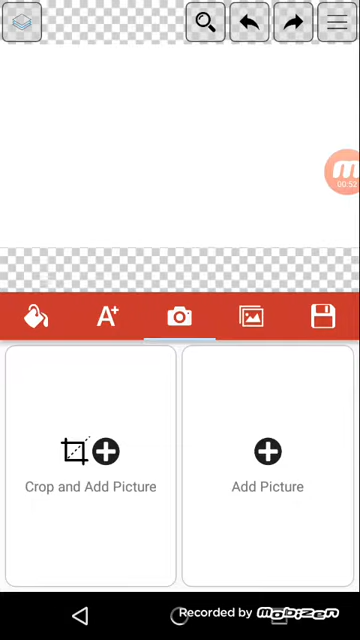 00:52
A+
Crop and Add Picture
Add Picture
Recorded by mobizen